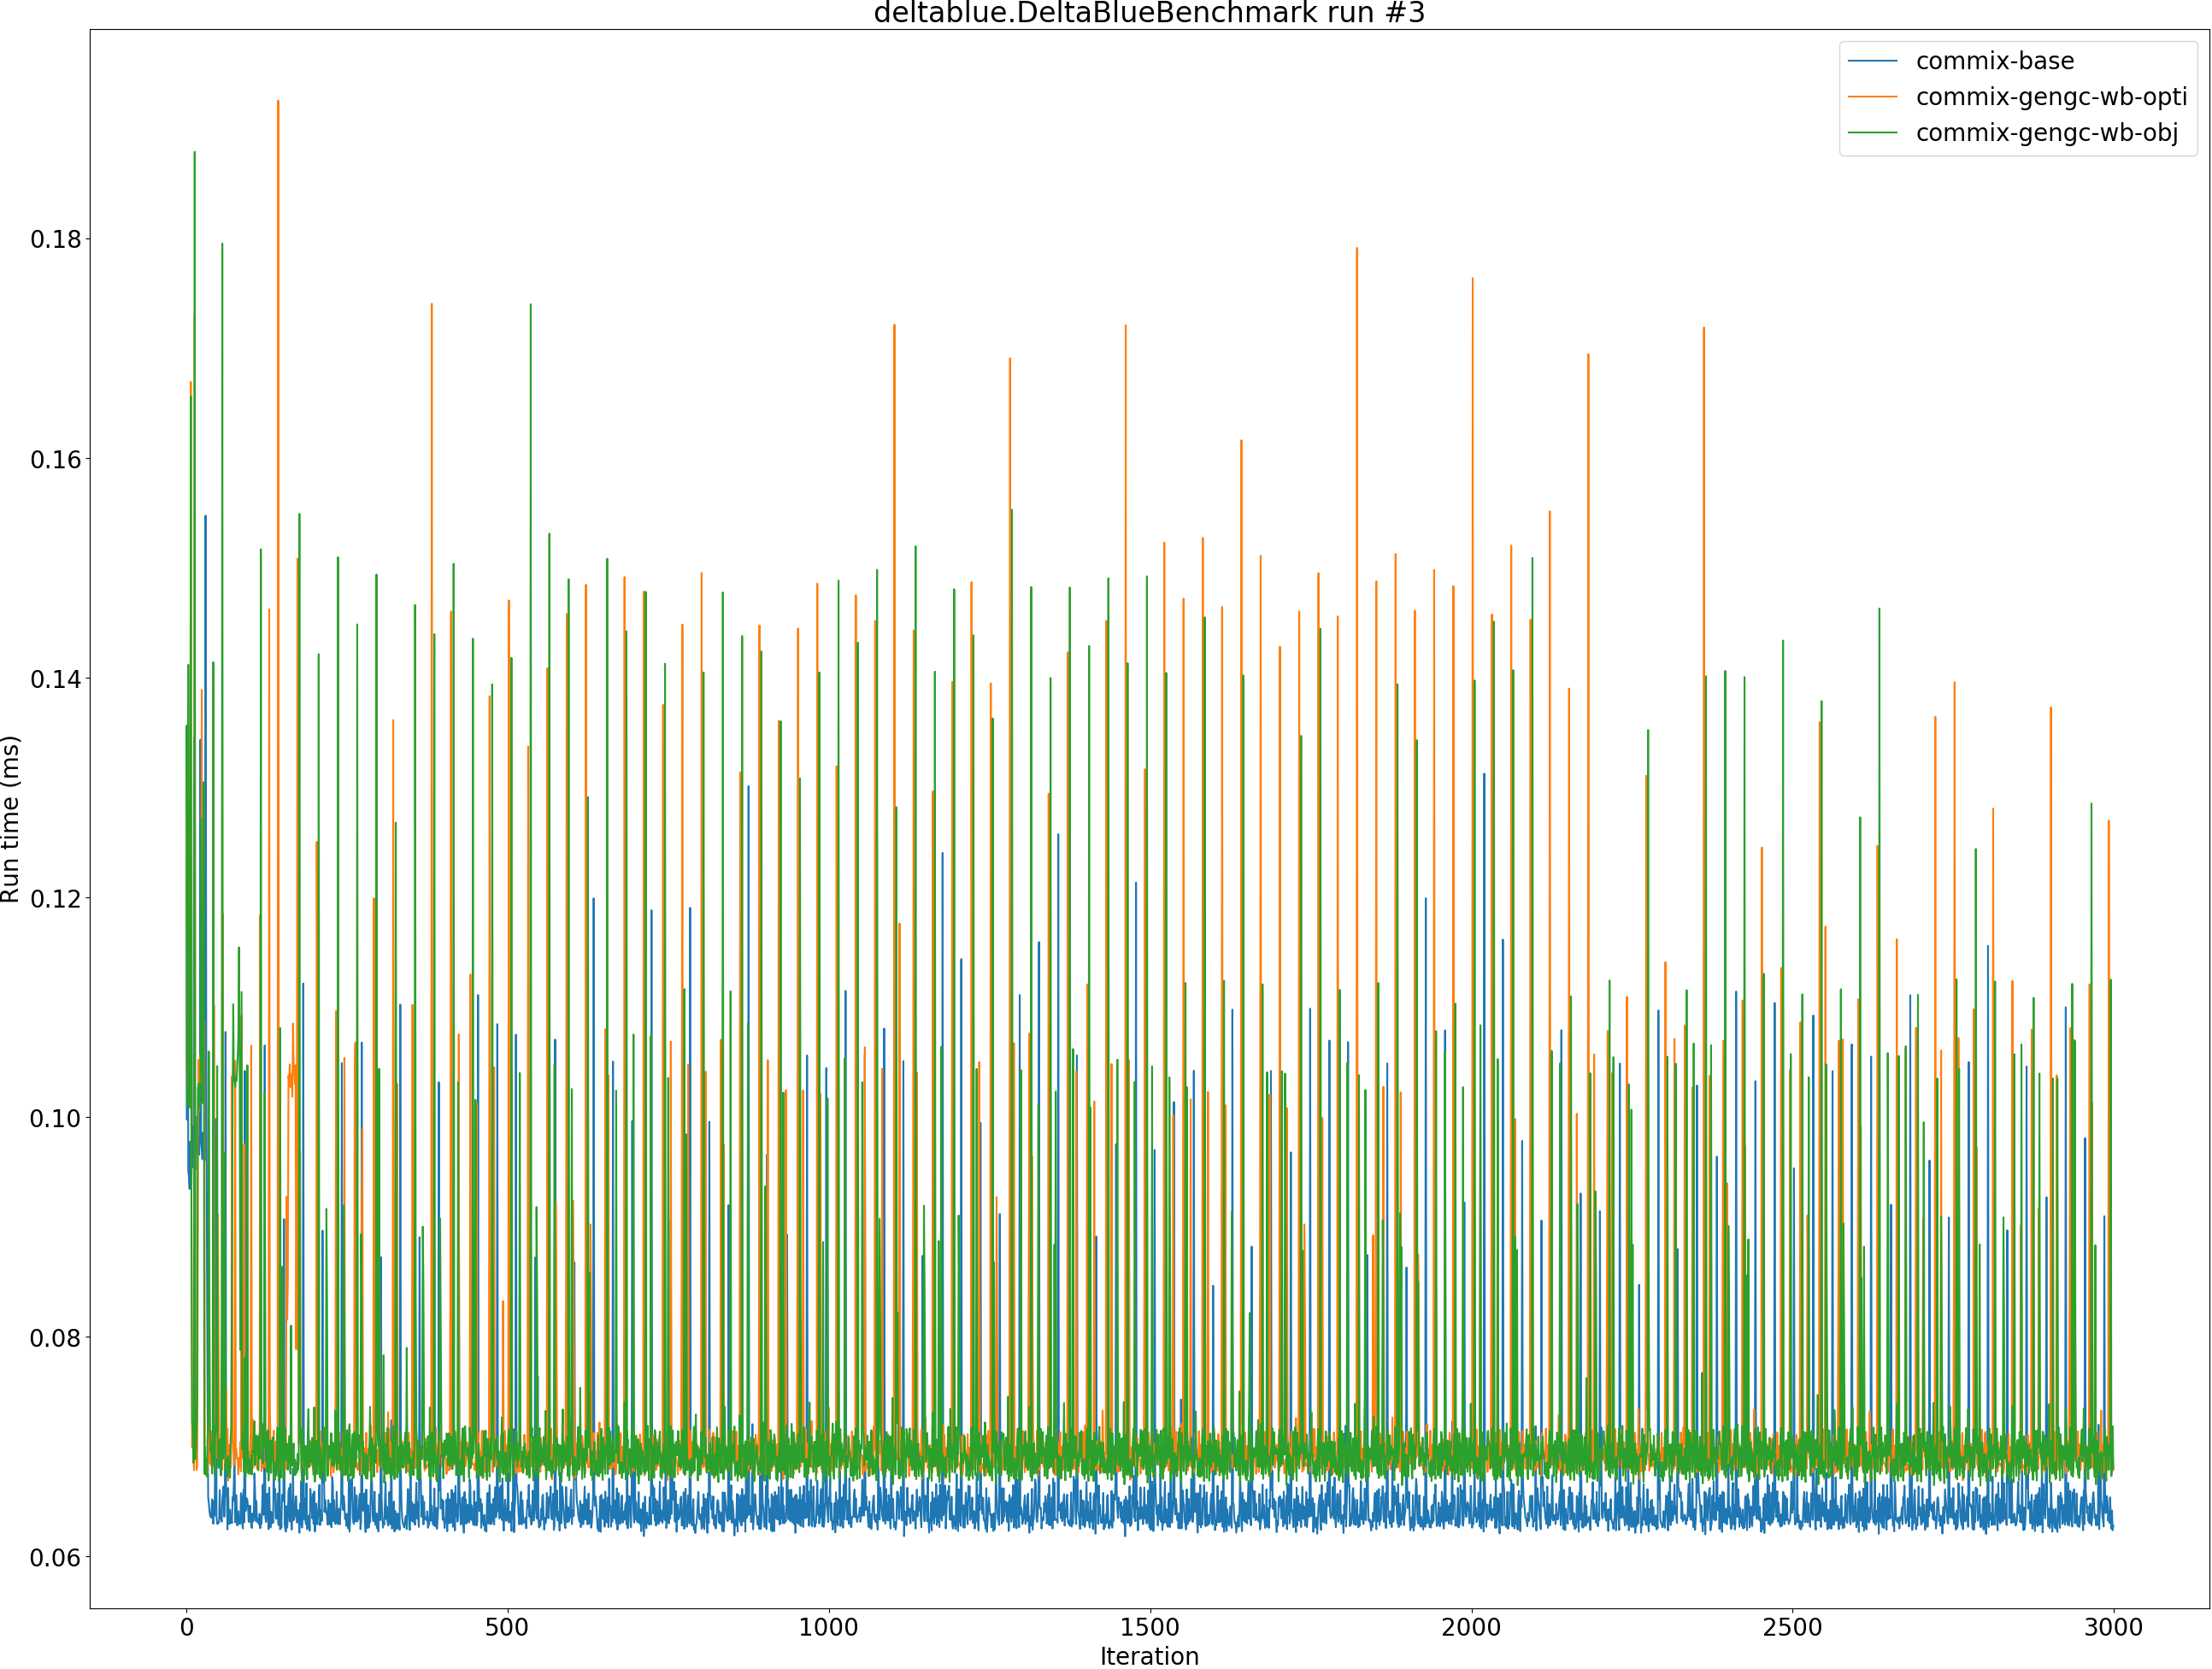 deltablue.DeltaBlueBenchmark run #3
commix-base
commix-gengc-wb-opti
commix-gengc-wb-obj
Run time (ms)
0.18
0.16
0.14
0.12
0.10
0.08
0.06
0 500 1000 1500 2000 2500 3000
Iteration